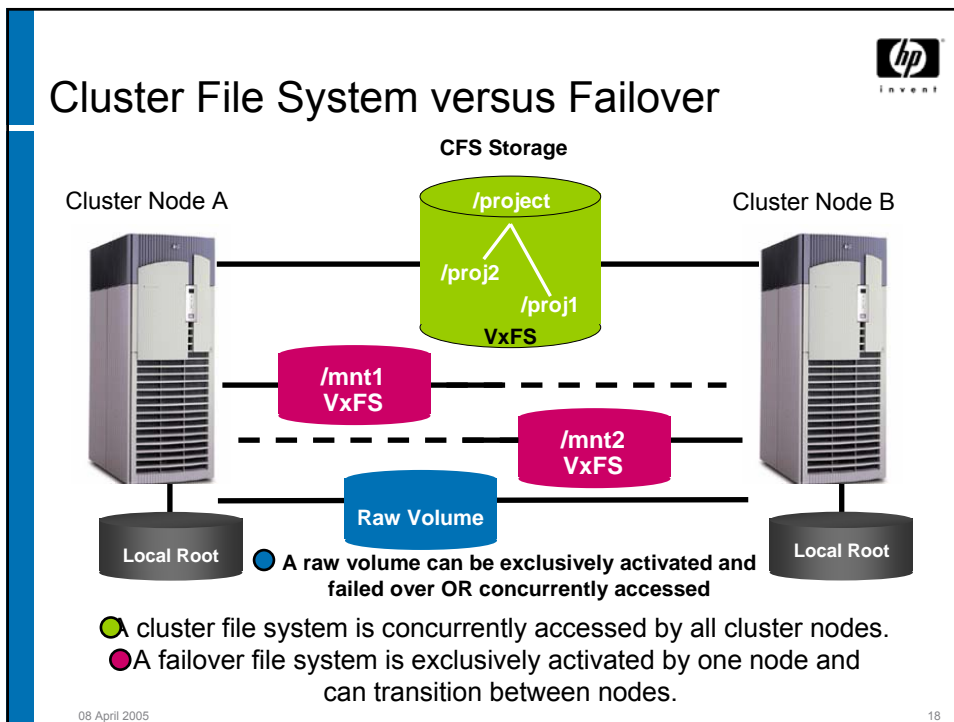 hp
invent
Cluster File System versus Failover
CFS Storage
Cluster Node A
Cluster Node B
/project
/proj2
/proj1
VxFS
/mnt1
VxFS
/mnt2
VxFS
Raw Volume
Local Root
Local Root
A raw volume can be exclusively activated and
failed over OR concurrently accessed
A cluster file system is concurrently accessed by all cluster nodes.
A failover file system is exclusively activated by one node and
can transition between nodes.
08 April 2005
18